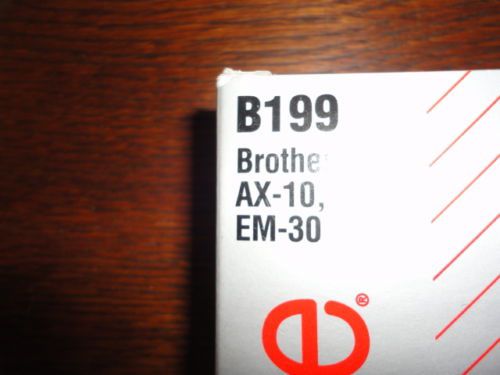 B199
Brothe
AX-10,
EM-30
e®